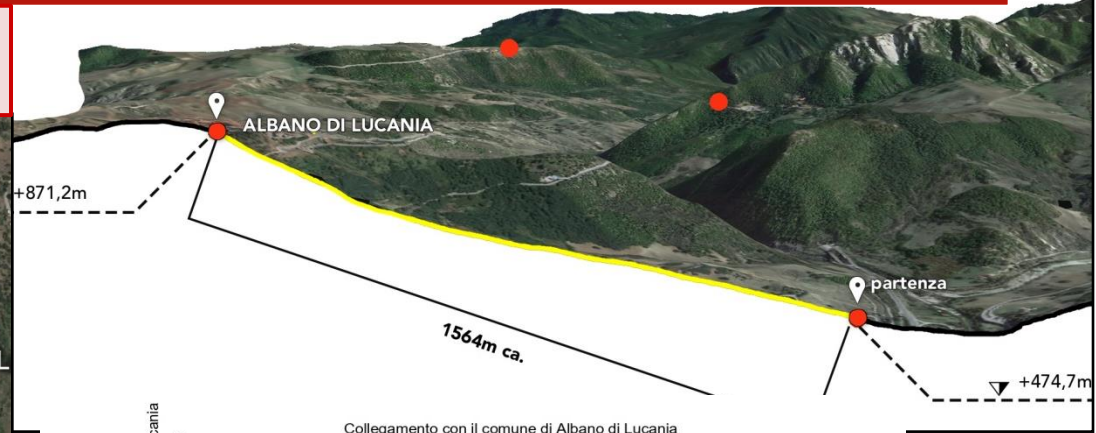 ALBANO DI LUCANIA
+871,2m
partenza
1564m ca.
+474,7m
Collegamento con il comune di Albano di Lucania